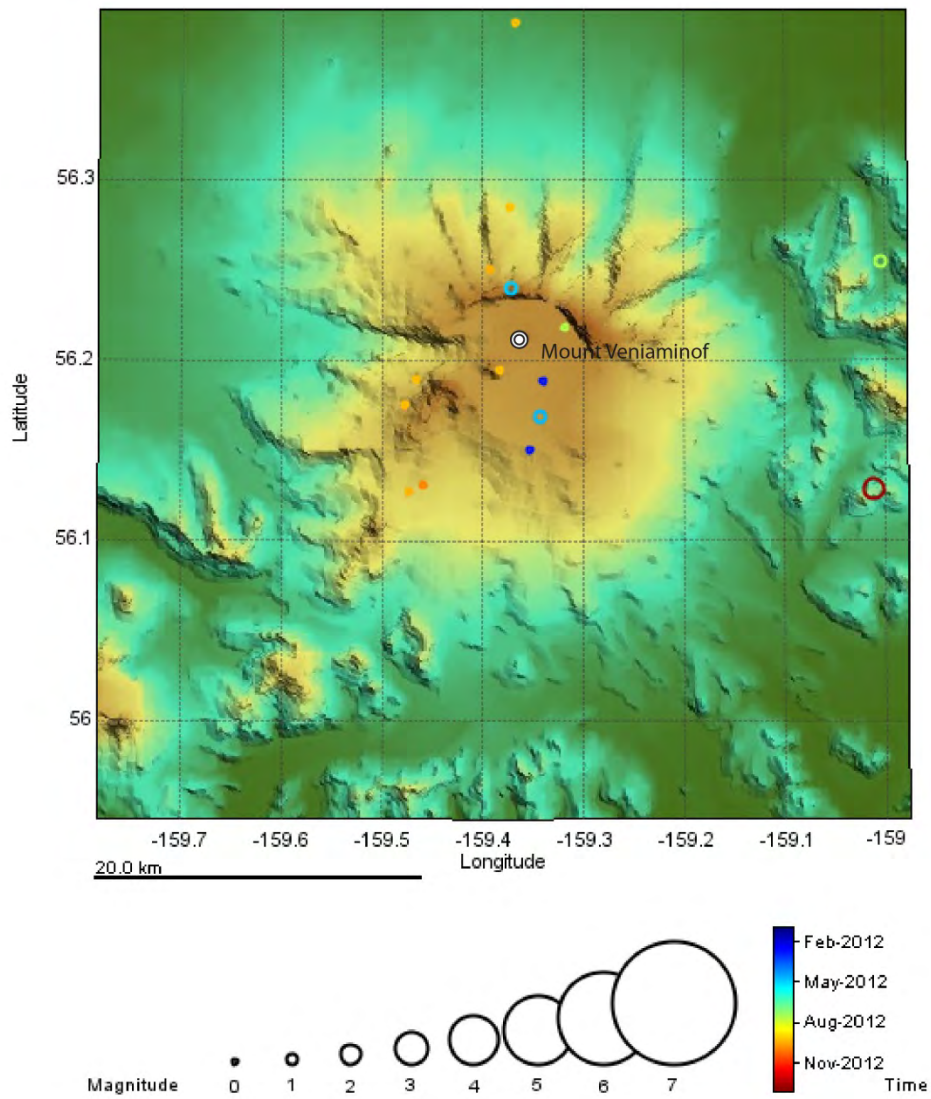 56.3
56.2
Mount Veniaminof
Latitude
56.1
56
-159.7 -159.6 -159.5 -159.4 -159.3 -159.2 -159.1 -159
Longitude
20.0 km
Feb-2012
May-2012
Aug-2012
Nov-2012
Magnitude 0 1 2 3 4 5 6 7 Time